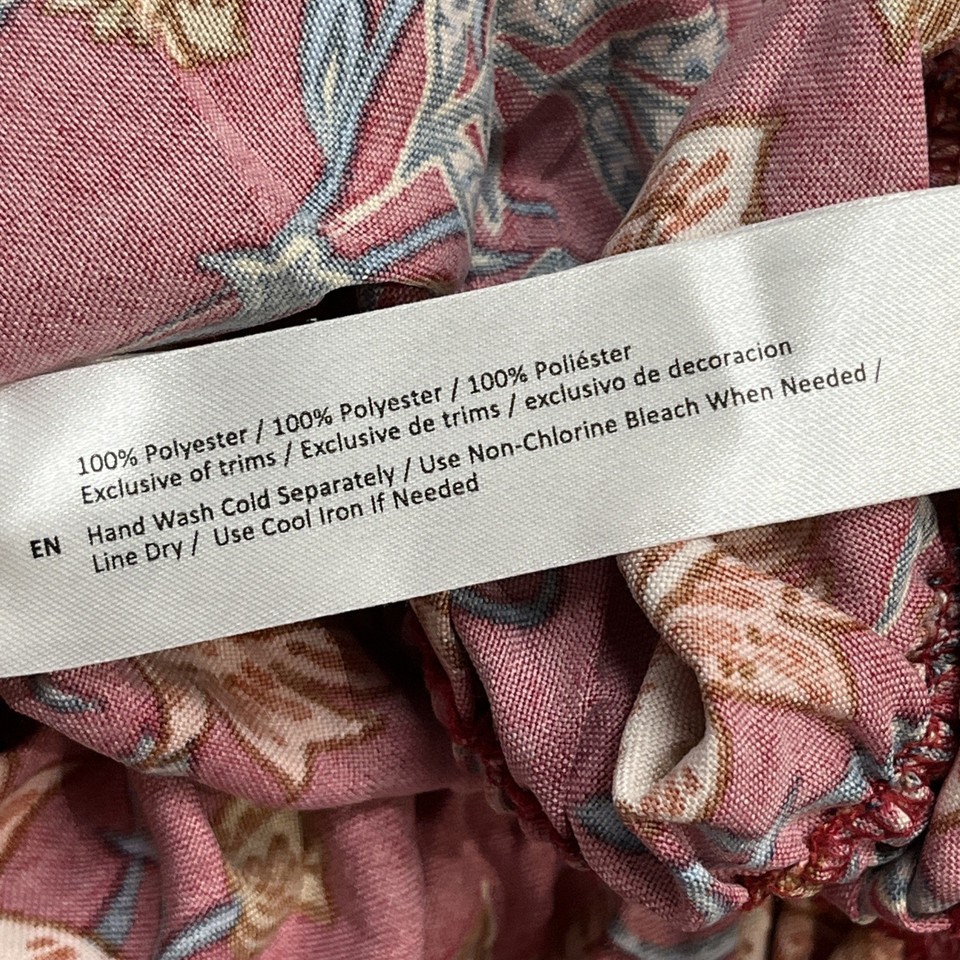 100% Polyester / 100% Polyester / 100% Poliéster
Exclusive of trims / Exclusive de trims / exclusivo de decoracion
EN Hand Wash Cold Separately / Use Non-Chlorine Bleach When Needed /
Line Dry / Use Cool Iron If Needed